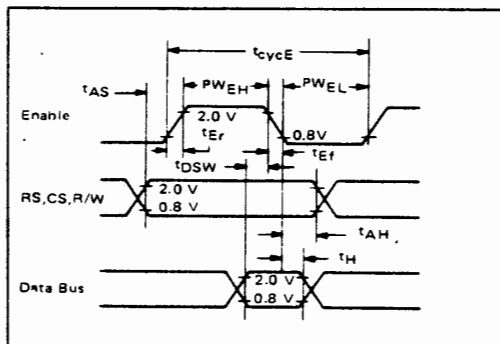 tcycE
tAS
PWEH
PWEL
Enable
2.0 V
0.8V
tEr
tEf
tDSW
RS,CS,R/W
2.0 V
0.8 V
tAH
tH
Data Bus
2.0 V
0.8 V